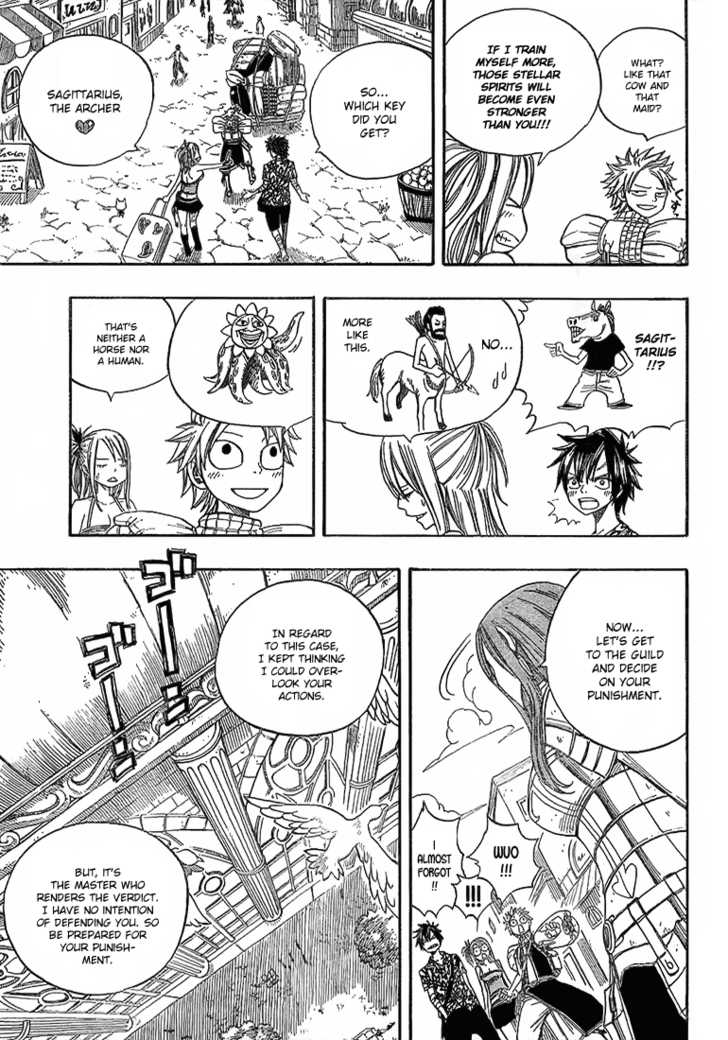 WHAT?
LIKE THAT
COW AND
THAT
MAID?
IF I TRAIN
MYSELF MORE,
THOSE STELLAR
SPIRITS WILL
BECOME EVEN
STRONGER
THAN YOU!!!
SO...
WHICH KEY
DID YOU
GET?
SAGITTARIUS,
THE ARCHER
SAGIT-
TARIUS
!!?
NO...
MORE
LIKE
THIS.
THAT'S
NEITHER A
HORSE NOR
A HUMAN.
NOW...
LET'S GET
TO THE GUILD
AND DECIDE
ON YOUR
PUNISHMENT.
WUO
!!!
!!!
I
ALMOST
FORGOT
!!
IN REGARD
TO THIS CASE,
I KEPT THINKING
I COULD OVER-
LOOK YOUR
ACTIONS.
ゴー!
ゴー!
BUT, IT'S
THE MASTER WHO
RENDERS THE VERDICT.
I HAVE NO INTENTION
OF DEFENDING YOU. SO
BE PREPARED FOR
YOUR PUNISH-
MENT.